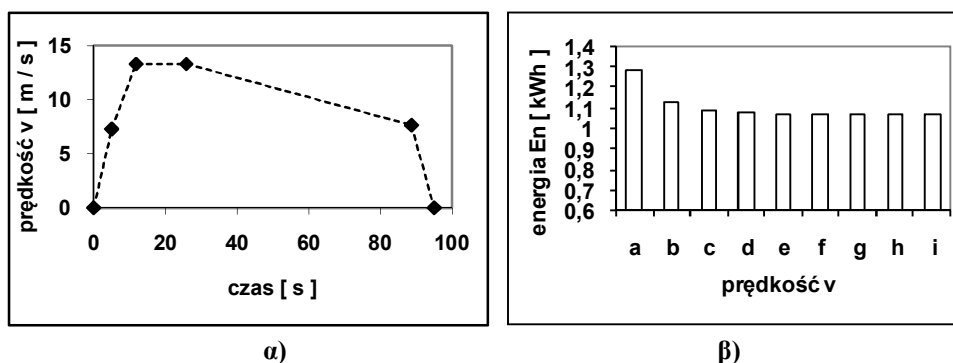 prędkość v [ m / s ]
15
10
5
0
0 20 40 60 80 100
czas [ s ]
α)
energia En [ kWh ]
1,4
1,3
1,2
1,1
1
0,9
0,8
0,7
0,6
a b c d e f g h i
prędkość v
β)